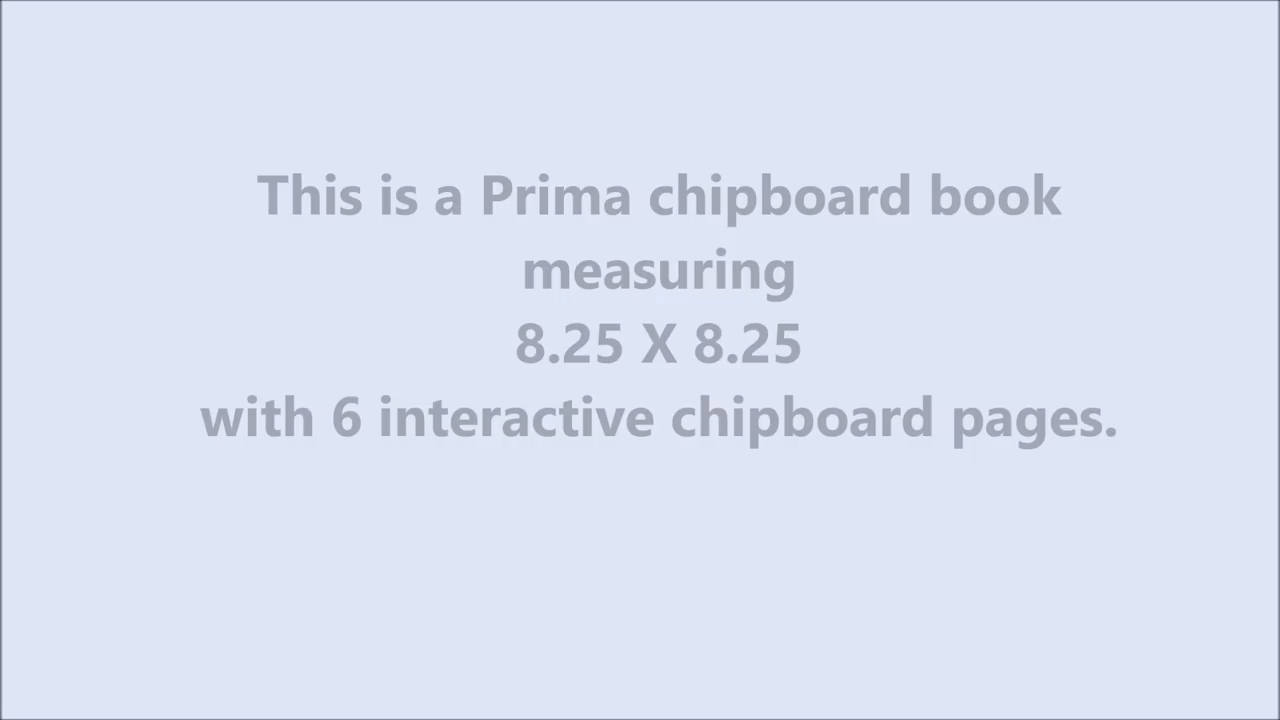 This is a Prima chipboard book
measuring
8.25 X 8.25
with 6 interactive chipboard pages.